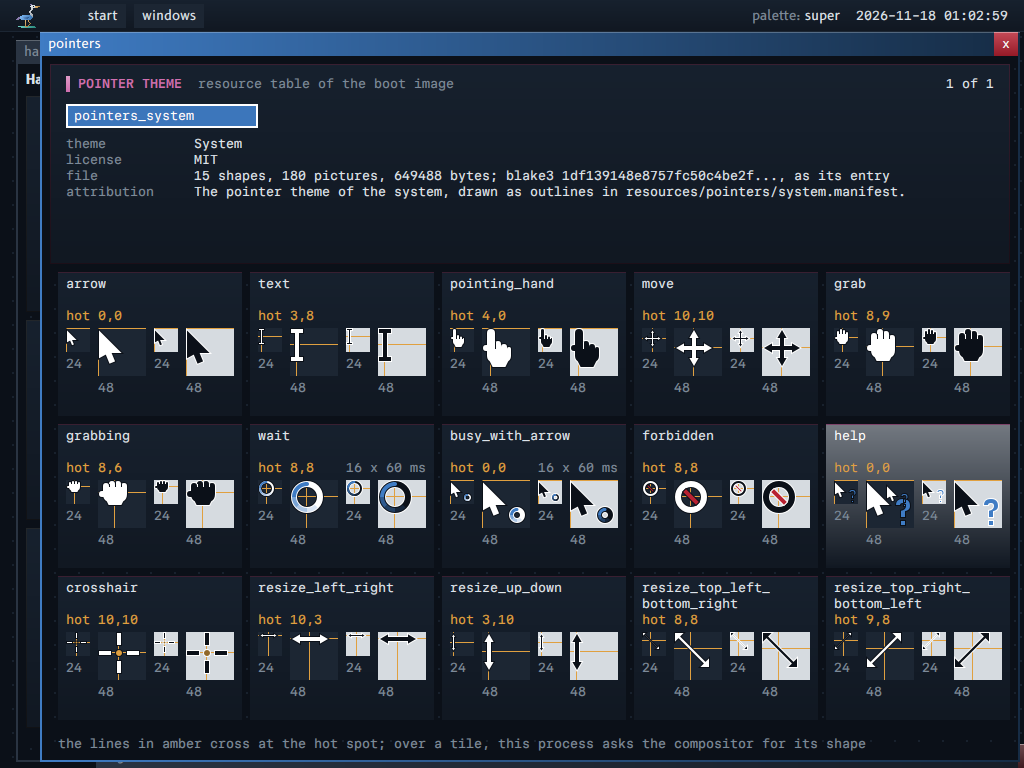 start windows palette: super 2026-11-18 01:02:59
ha
pointers x
Ha
POINTER THEME resource table of the boot image 1 of 1
pointers_system
theme System
license MIT
file 15 shapes, 180 pictures, 649488 bytes; blake3 1df139148e8757fc50c4be2f..., as its entry
attribution The pointer theme of the system, drawn as outlines in resources/pointers/system.manifest.
arrow text pointing_hand move grab
hot 0,0 hot 3,8 hot 4,0 hot 10,10 hot 8,9
24 24 24 24 24 24 24 24 24 24
48 48 48 48 48 48 48 48 48 48
grabbing wait busy_with_arrow forbidden help
hot 8,6 hot 8,8 16 x 60 ms hot 0,0 16 x 60 ms hot 8,8 hot 0,0
24 24 24 24 24 24 24 24 24 24
48 48 48 48 48 48 48 48 48 48
crosshair resize_left_right resize_up_down resize_top_left_ resize_top_right_
bottom_right bottom_left
hot 10,10 hot 10,3 hot 3,10 hot 8,8 hot 9,8
24 24 24 24 24 24 24 24 24 24
48 48 48 48 48 48 48 48 48 48
the lines in amber cross at the hot spot; over a tile, this process asks the compositor for its shape